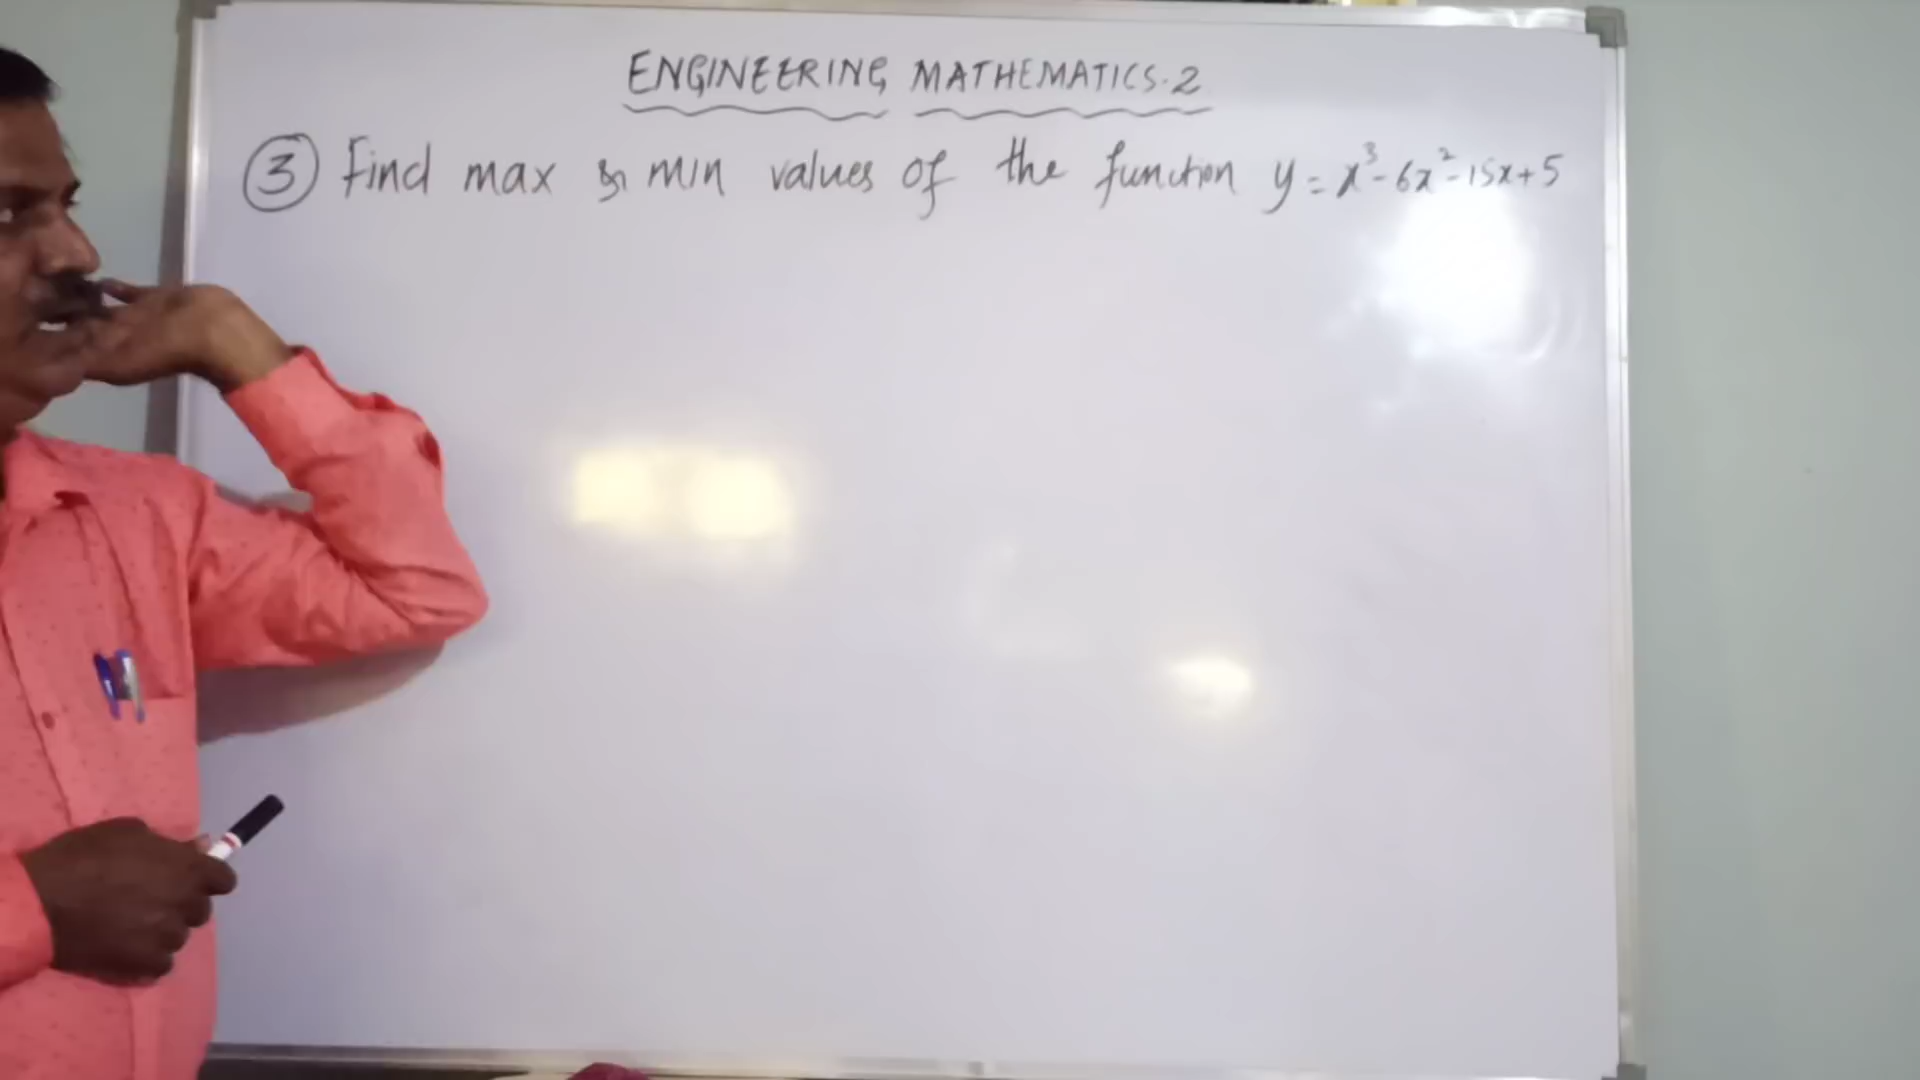 ENGINEERING MATHEMATICS-2
③ Find max & min values of the function y = x³ - 6x² - 15x + 5